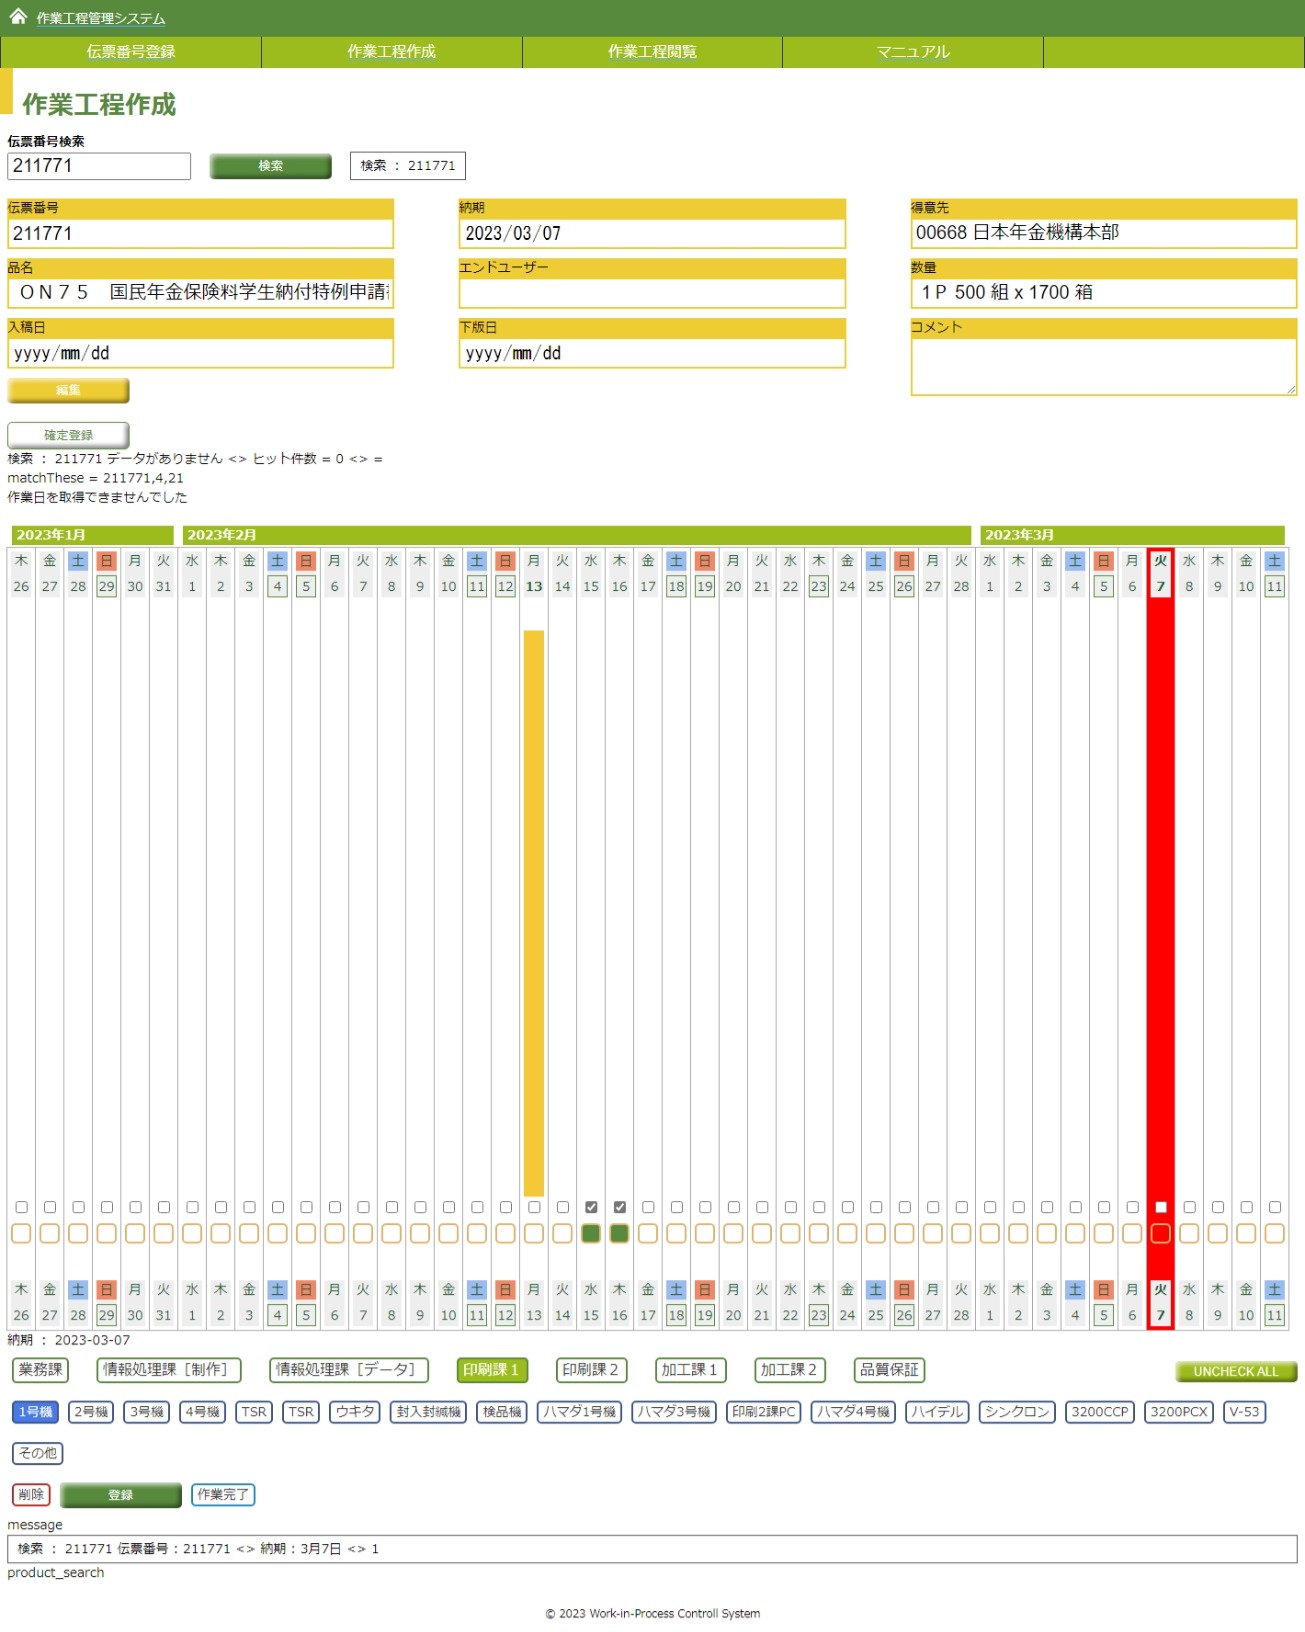 作業工程管理システム
伝票番号登録 作業工程作成 作業工程閲覧 マニュアル
作業工程作成
伝票番号検索
211771 検索 検索 ： 211771
伝票番号 納期 得意先
211771 2023/03/07 00668 日本年金機構本部
品名 エンドユーザー 数量
ＯＮ７５　国民年金保険料学生納付特例申請 1Ｐ 500 組 x 1700 箱
入稿日 下版日 コメント
yyyy/mm/dd yyyy/mm/dd
編集
確定登録
検索 ： 211771 データがありません <> ヒット件数 = 0 <> =
matchThese = 211771,4,21
作業日を取得できませんでした
2023年1月 2023年2月 2023年3月
木 金 土 日 月 火 水 木 金 土 日 月 火 水 木 金 土 日 月 火 水 木 金 土 日 月 火 水 木 金 土 日 月 火 水 木 金 土 日 月 火 水 木 金 土
26 27 28 29 30 31 1 2 3 4 5 6 7 8 9 10 11 12 13 14 15 16 17 18 19 20 21 22 23 24 25 26 27 28 1 2 3 4 5 6 7 8 9 10 11
木 金 土 日 月 火 水 木 金 土 日 月 火 水 木 金 土 日 月 火 水 木 金 土 日 月 火 水 木 金 土 日 月 火 水 木 金 土 日 月 火 水 木 金 土
26 27 28 29 30 31 1 2 3 4 5 6 7 8 9 10 11 12 13 14 15 16 17 18 19 20 21 22 23 24 25 26 27 28 1 2 3 4 5 6 7 8 9 10 11
納期 ： 2023-03-07
業務課 情報処理課［制作］ 情報処理課［データ］ 印刷課１ 印刷課２ 加工課１ 加工課２ 品質保証 UNCHECK ALL
1号機 2号機 3号機 4号機 TSR TSR ウキタ 封入封緘機 検品機 ハマダ1号機 ハマダ3号機 印刷2課PC ハマダ4号機 ハイデル シンクロン 3200CCP 3200PCX V-53
その他
削除 登録 作業完了
message
検索 ： 211771 伝票番号：211771 <> 納期：3月7日 <> 1
product_search
© 2023 Work-in-Process Controll System